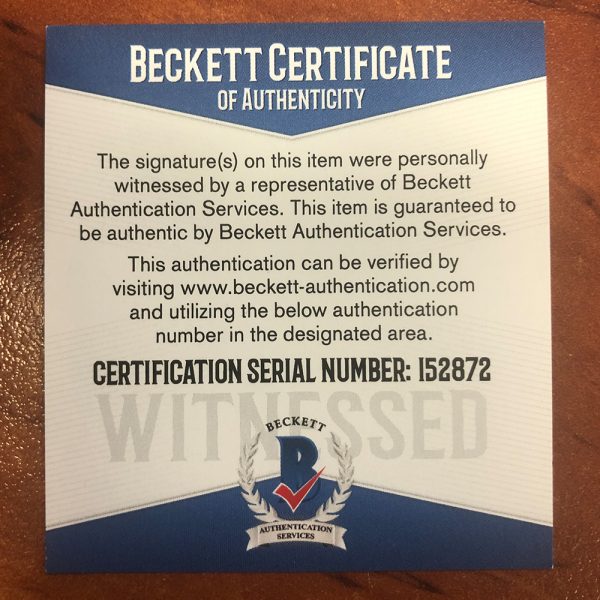 BECKETT CERTIFICATE
OF AUTHENTICITY
The signature(s) on this item were personally
witnessed by a representative of Beckett
Authentication Services. This item is guaranteed to
be authentic by Beckett Authentication Services.
This authentication can be verified by
visiting www.beckett-authentication.com
and utilizing the below authentication
number in the designated area.
CERTIFICATION SERIAL NUMBER: 152872
WITNESSED
BECKETT
B
AUTHENTICATION
SERVICES